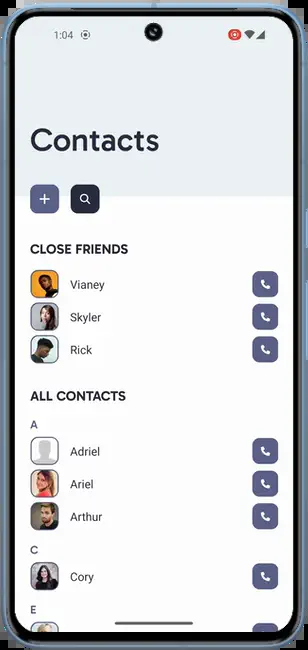 1:04
Contacts
CLOSE FRIENDS
Vianey
Skyler
Rick
ALL CONTACTS
A
Adriel
Ariel
Arthur
C
Cory
E